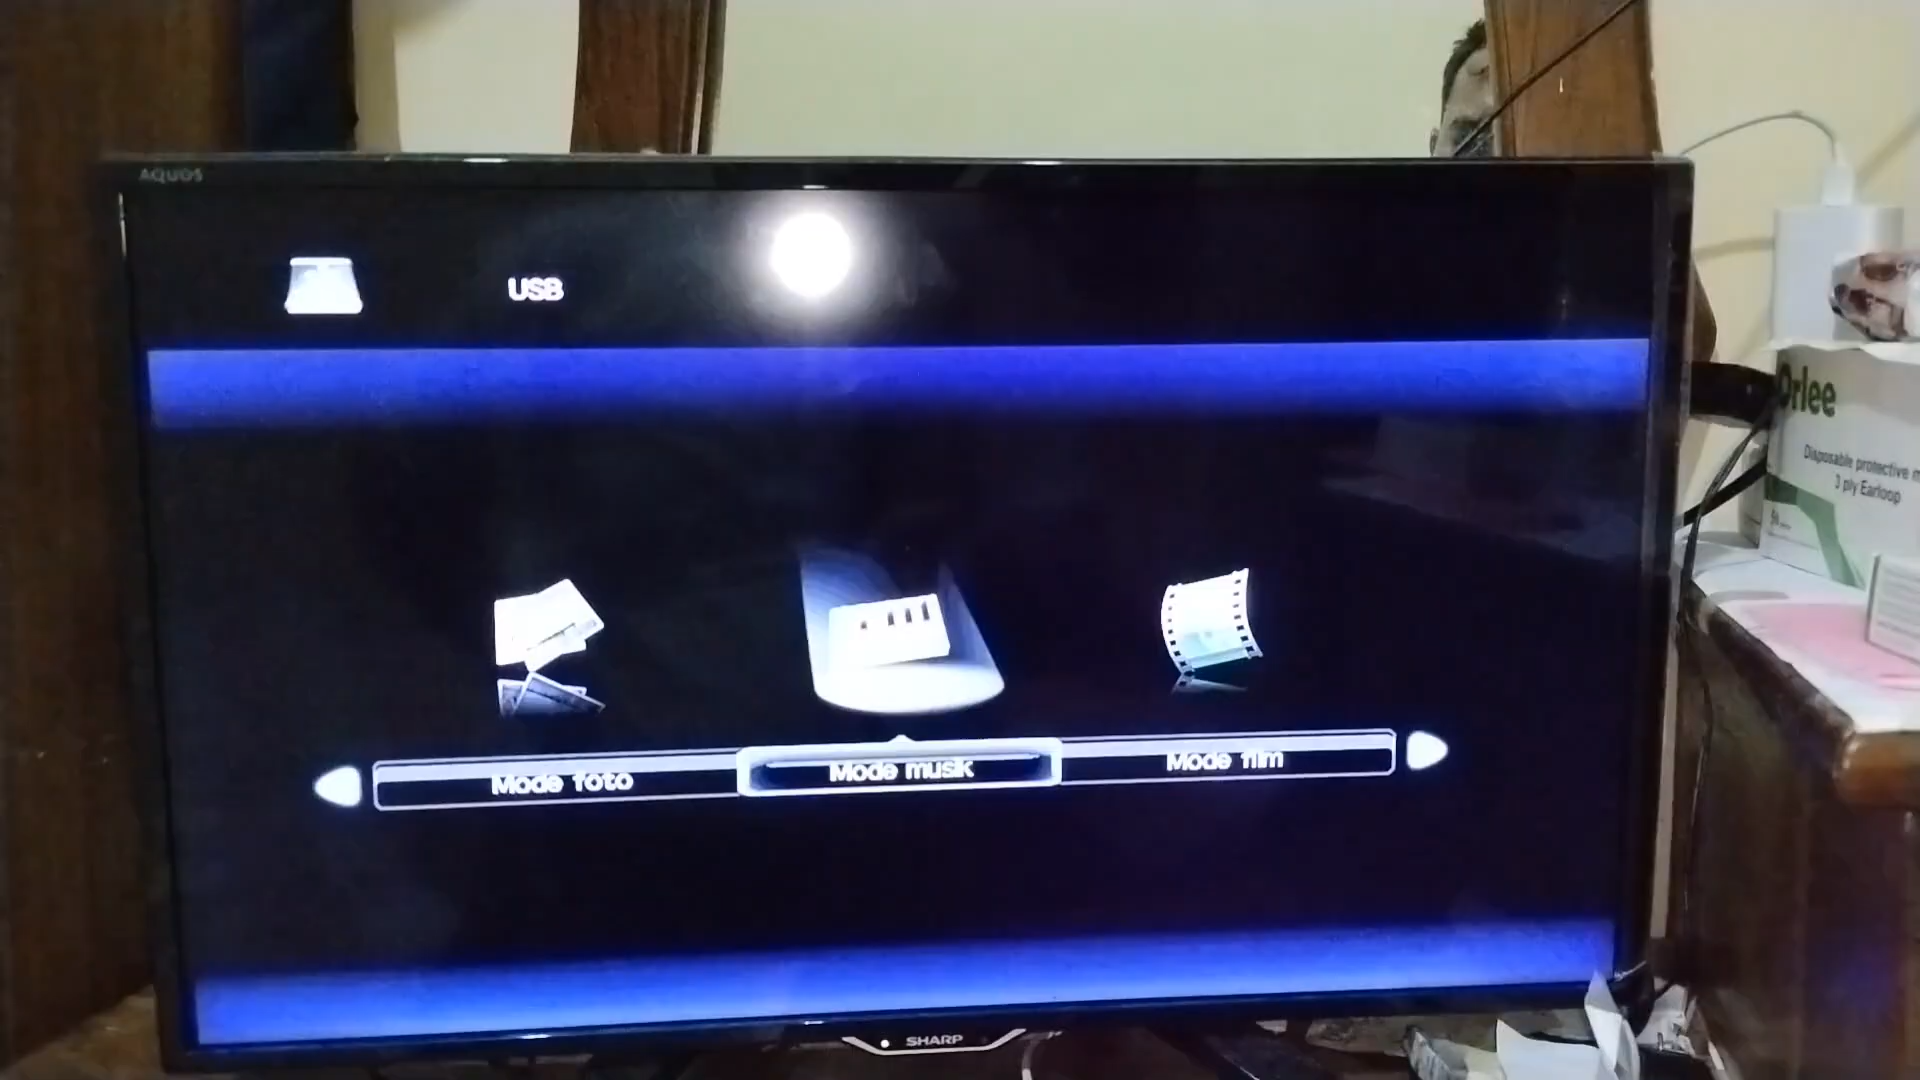 AQUOS
USB
Mode foto
Mode musik
Mode film
SHARP
Orlee
Disposable protective m
3 ply Earloop